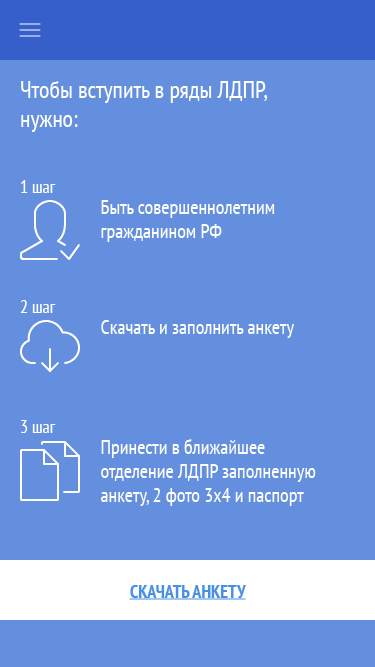 Чтобы вступить в ряды ЛДПР,
нужно:
1 шаг
Быть совершеннолетним
гражданином РФ
2 шаг
Скачать и заполнить анкету
3 шаг
Принести в ближайшее
отделение ЛДПР заполненную
анкету, 2 фото 3х4 и паспорт
СКАЧАТЬ АНКЕТУ